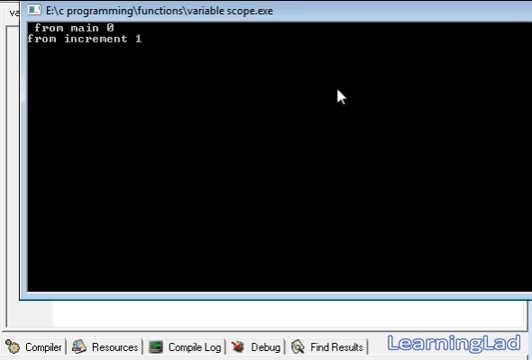 va
E:\c programming\functions\variable scope.exe
from main 0
from increment 1
Compiler
Resources
Compile Log
Debug
Find Results
LearningLad